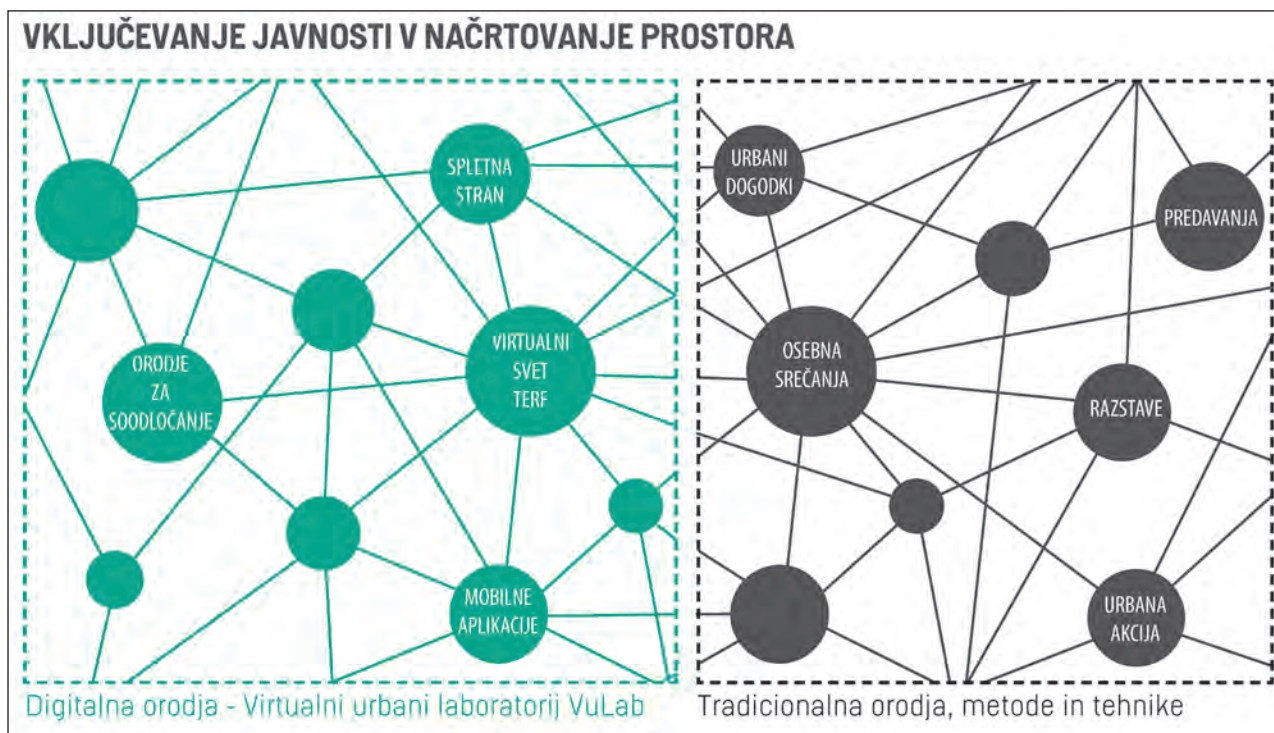 VKLJUČEVANJE JAVNOSTI V NAČRTOVANJE PROSTORA
SPLETNA
STRAN
ORODJE
ZA
SOODLOČANJE
VIRTUALNI
SVET
TERF
MOBILNE
APLIKACIJE
Digitalna orodja - Virtualni urbani laboratorij VuLab
URBANI
DOGODKI
PREDAVANJA
OSEBNA
SREČANJA
RAZSTAVE
URBANA
AKCIJA
Tradicionalna orodja, metode in tehnike